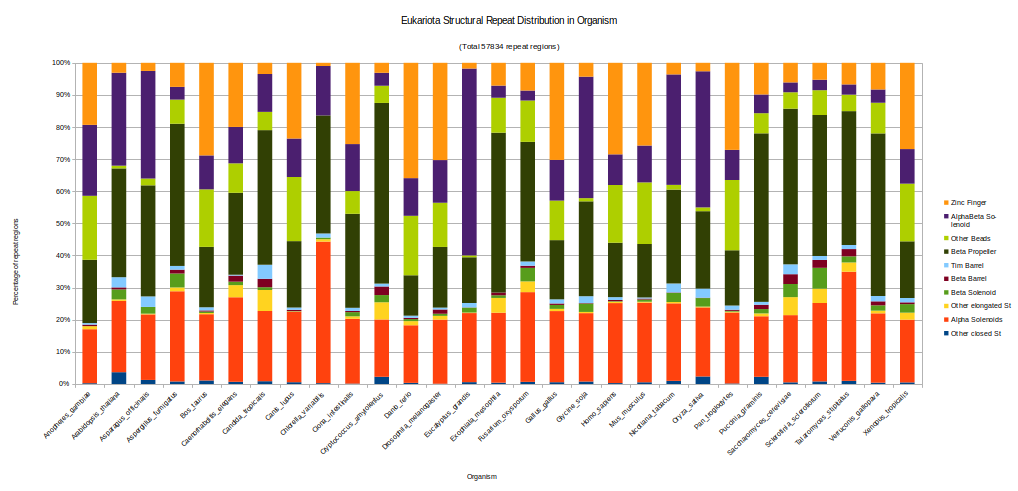 Eukariota Structural Repeat Distribution in Organism
(Total 57834 repeat regions)
100%
90%
80%
70%
60%
50%
40%
30%
20%
10%
0%
Percentage of repeat regions
Zinc Finger
AlphaBeta So-
lenoid
Other Beads
Beta Propeller
Tim Barrel
Beta Barrel
Beta Solenoid
Other elongated St
Alpha Solenoids
Other closed St
Anopheles_gambiae
Arabidopsis_thaliana
Asparagus_officinalis
Aspergillus_fumigatus
Bos_taurus
Caenorhabditis_elegans
Candida_tropicalis
Canis_lupus
Chlorella_variabilis
Ciona_intestinalis
Cryptococcus_amylolentus
Danio_rerio
Drosophila_melanogaster
Eucalyptus_grandis
Exophiala_mesophila
Fusarium_oxysporum
Gallus_gallus
Glycine_soja
Homo_sapiens
Mus_musculus
Nicotiana_tabacum
Oryza_sativa
Pan_troglodytes
Puccinia_graminis
Saccharomyces_cerevisiae
Sclerotinia_sclerotiorum
Talaromyces_stipitatus
Verruconis_gallopava
Xenopus_tropicalis
Organism